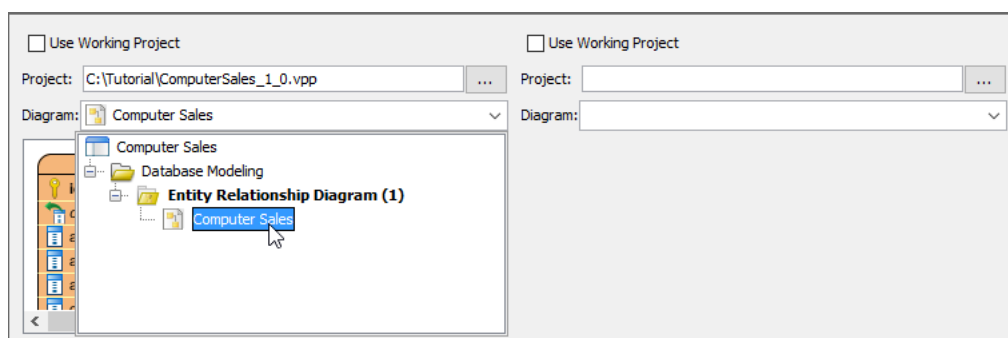 Use Working Project
Project: C:\Tutorial\ComputerSales_1_0.vpp ...
Diagram: Computer Sales
Computer Sales
Database Modeling
Entity Relationship Diagram (1)
Computer Sales
Use Working Project
Project: ...
Diagram: